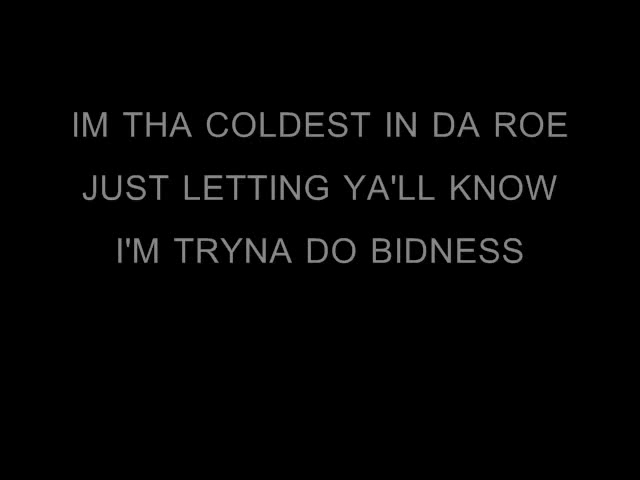 IM THA COLDEST IN DA ROE
JUST LETTING YA'LL KNOW
I'M TRYNA DO BIDNESS